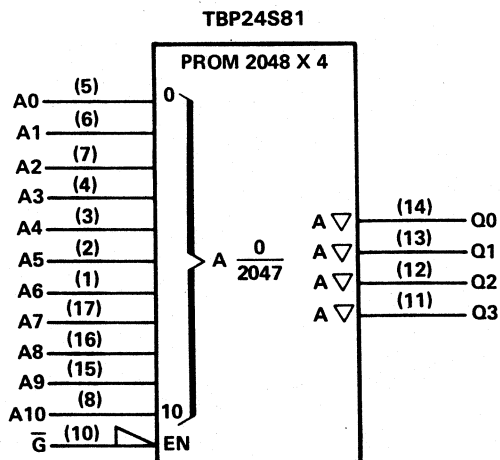 TBP24S81
PROM 2048 X 4
A0 (5) 0
A1 (6)
A2 (7)
A3 (4)
A4 (3)
A5 (2)
A6 (1)
A7 (17)
A8 (16)
A9 (15)
A10 (8) 10
G̅ (10) EN
A 0/2047
A ▽ (14) Q0
A ▽ (13) Q1
A ▽ (12) Q2
A ▽ (11) Q3